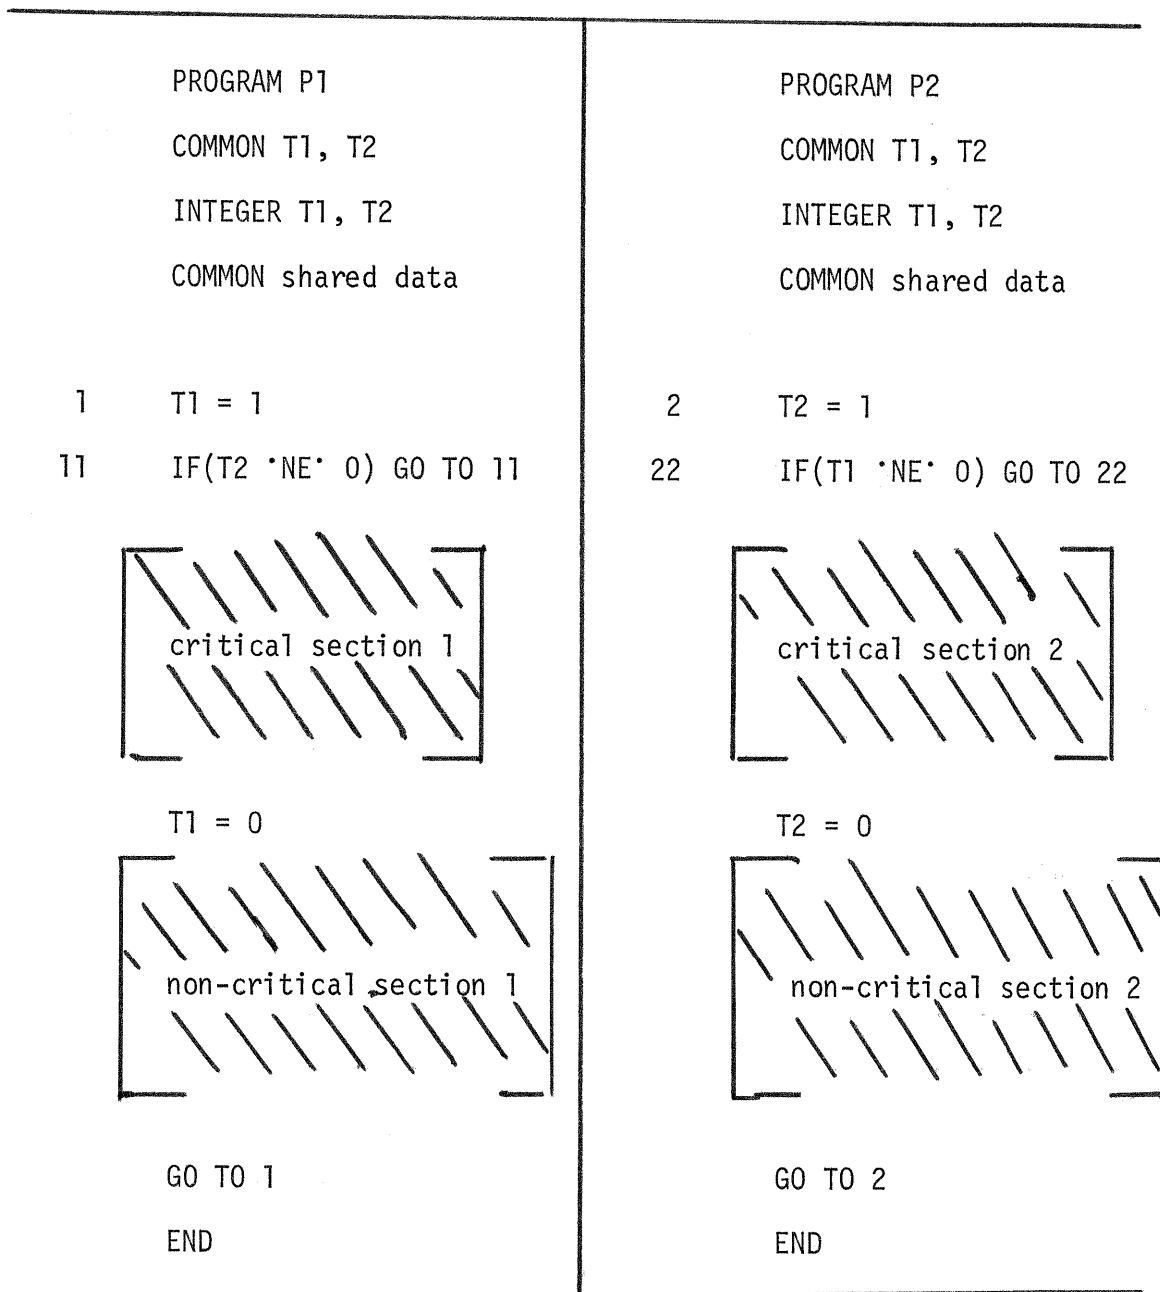 PROGRAM P1
COMMON T1, T2
INTEGER T1, T2
COMMON shared data
1 T1 = 1
11 IF(T2 ·NE· 0) GO TO 11
critical section 1
T1 = 0
non-critical section 1
GO TO 1
END
PROGRAM P2
COMMON T1, T2
INTEGER T1, T2
COMMON shared data
2 T2 = 1
22 IF(T1 ·NE· 0) GO TO 22
critical section 2
T2 = 0
non-critical section 2
GO TO 2
END